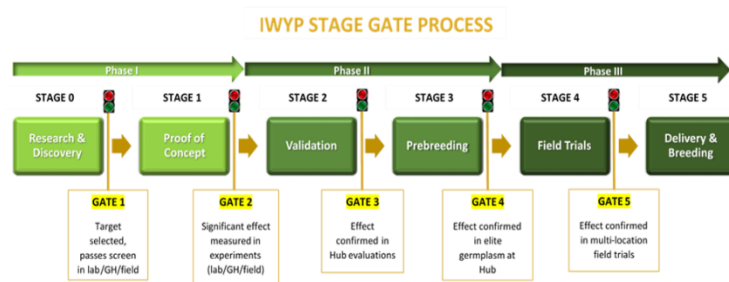 IWYP STAGE GATE PROCESS
Phase I
Phase II
Phase III
STAGE 0
STAGE 1
STAGE 2
STAGE 3
STAGE 4
STAGE 5
Research &
Discovery
Proof of
Concept
Validation
Prebreeding
Field Trials
Delivery &
Breeding
GATE 1
Target
selected,
passes screen
in lab/GH/field
GATE 2
Significant effect
measured in
experiments
(lab/GH/field)
GATE 3
Effect
confirmed in
Hub evaluations
GATE 4
Effect confirmed
in elite
germplasm at
Hub
GATE 5
Effect confirmed
in multi-location
field trials